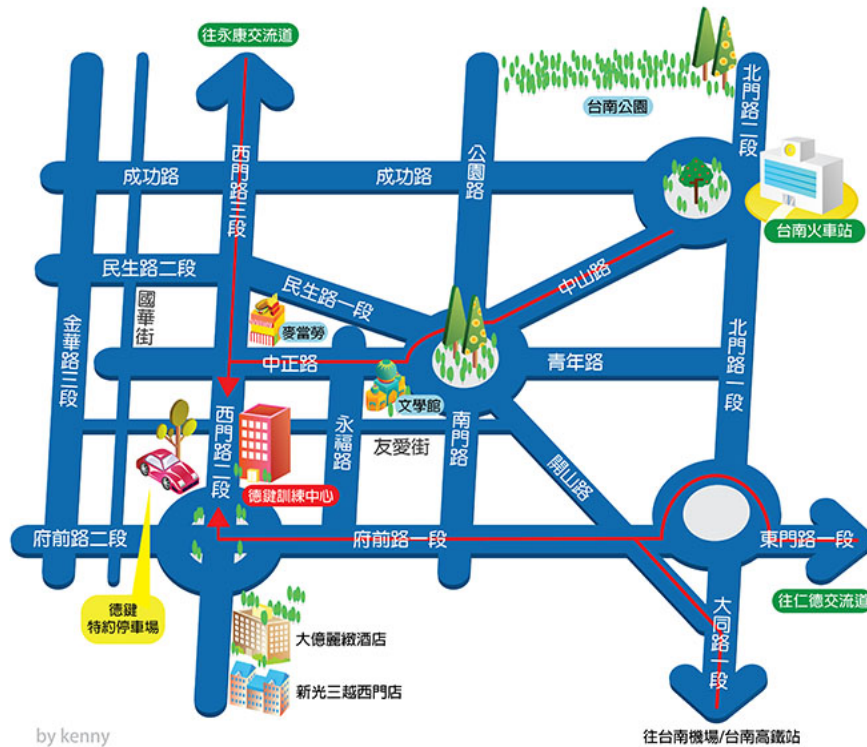 往永康交流道
台南公園
北門路二段
西門路三段
公園路
成功路
成功路
台南火車站
中山路
民生路二段
民生路一段
國華街
金華路三段
麥當勞
中正路
青年路
北門路一段
文學館
西門路二段
永福路
友愛街
南門路
開山路
德鍵訓練中心
府前路二段
府前路一段
東門路一段
往仁德交流道
德鍵
特約停車場
大同路一段
大億麗緻酒店
新光三越西門店
往台南機場/台南高鐵站
by kenny